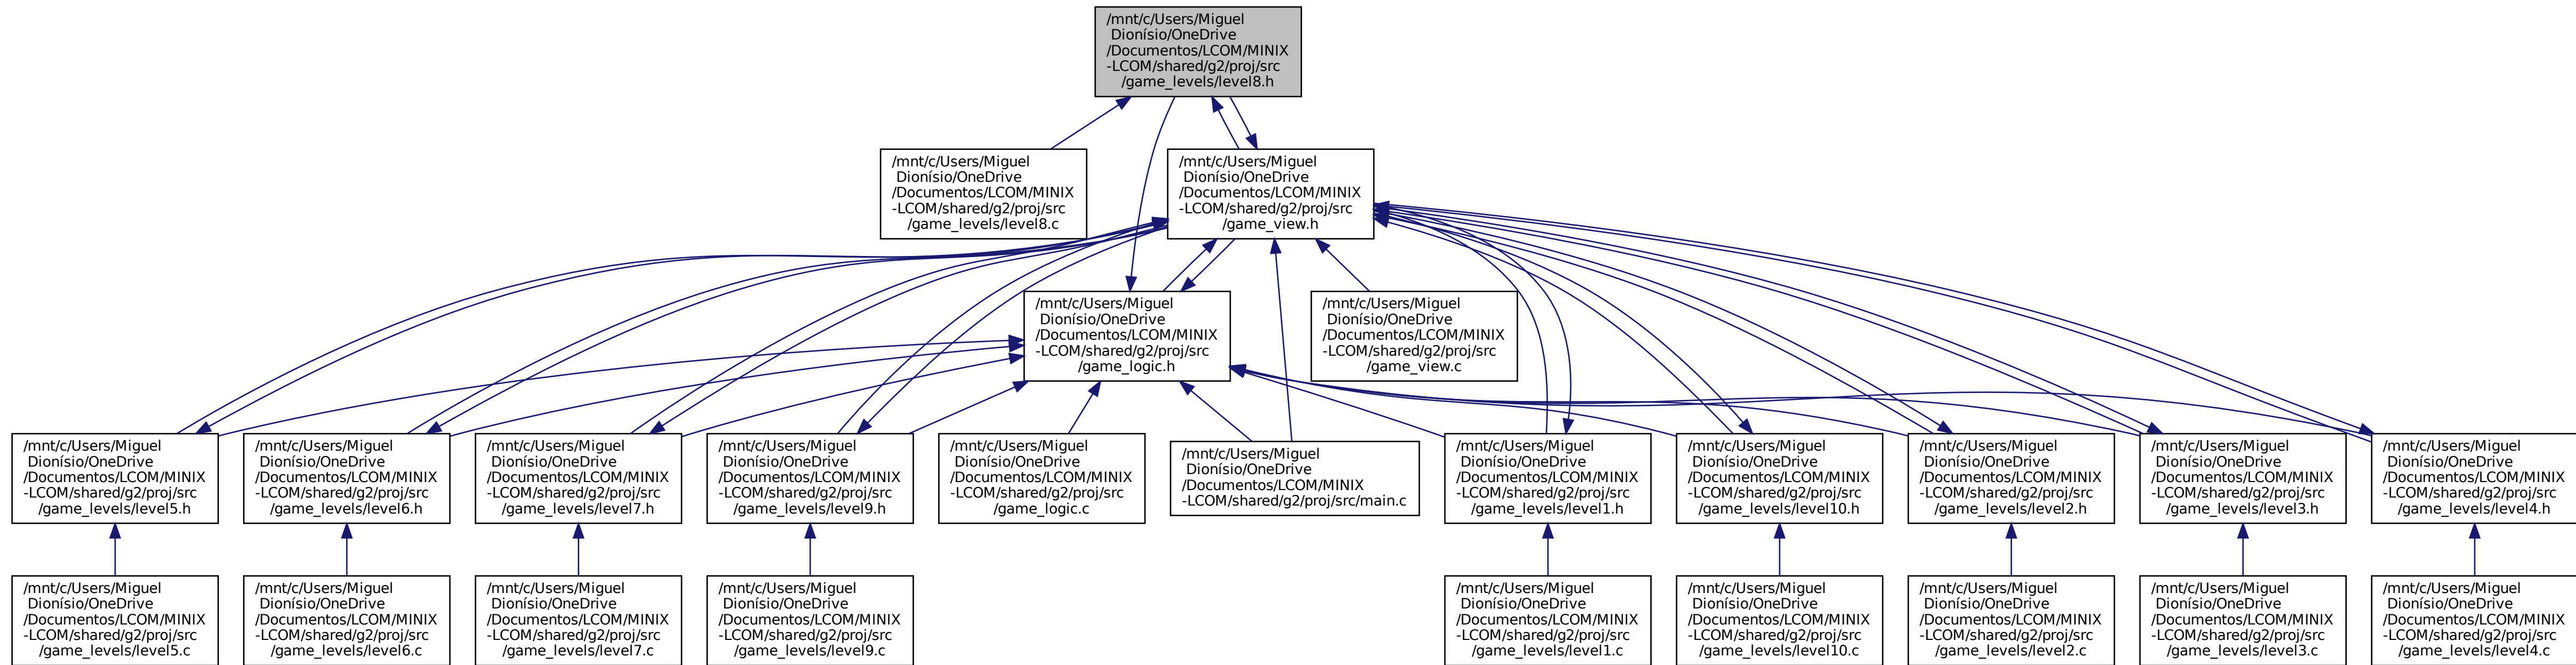 /mnt/c/Users/Miguel
Dionísio/OneDrive
/Documentos/LCOM/MINIX
-LCOM/shared/g2/proj/src
/game_levels/level8.h
/mnt/c/Users/Miguel
Dionísio/OneDrive
/Documentos/LCOM/MINIX
-LCOM/shared/g2/proj/src
/game_levels/level8.c
/mnt/c/Users/Miguel
Dionísio/OneDrive
/Documentos/LCOM/MINIX
-LCOM/shared/g2/proj/src
/game_view.h
/mnt/c/Users/Miguel
Dionísio/OneDrive
/Documentos/LCOM/MINIX
-LCOM/shared/g2/proj/src
/game_logic.h
/mnt/c/Users/Miguel
Dionísio/OneDrive
/Documentos/LCOM/MINIX
-LCOM/shared/g2/proj/src
/game_view.c
/mnt/c/Users/Miguel
Dionísio/OneDrive
/Documentos/LCOM/MINIX
-LCOM/shared/g2/proj/src
/game_levels/level5.h
/mnt/c/Users/Miguel
Dionísio/OneDrive
/Documentos/LCOM/MINIX
-LCOM/shared/g2/proj/src
/game_levels/level6.h
/mnt/c/Users/Miguel
Dionísio/OneDrive
/Documentos/LCOM/MINIX
-LCOM/shared/g2/proj/src
/game_levels/level7.h
/mnt/c/Users/Miguel
Dionísio/OneDrive
/Documentos/LCOM/MINIX
-LCOM/shared/g2/proj/src
/game_levels/level9.h
/mnt/c/Users/Miguel
Dionísio/OneDrive
/Documentos/LCOM/MINIX
-LCOM/shared/g2/proj/src
/game_logic.c
/mnt/c/Users/Miguel
Dionísio/OneDrive
/Documentos/LCOM/MINIX
-LCOM/shared/g2/proj/src/main.c
/mnt/c/Users/Miguel
Dionísio/OneDrive
/Documentos/LCOM/MINIX
-LCOM/shared/g2/proj/src
/game_levels/level1.h
/mnt/c/Users/Miguel
Dionísio/OneDrive
/Documentos/LCOM/MINIX
-LCOM/shared/g2/proj/src
/game_levels/level10.h
/mnt/c/Users/Miguel
Dionísio/OneDrive
/Documentos/LCOM/MINIX
-LCOM/shared/g2/proj/src
/game_levels/level2.h
/mnt/c/Users/Miguel
Dionísio/OneDrive
/Documentos/LCOM/MINIX
-LCOM/shared/g2/proj/src
/game_levels/level3.h
/mnt/c/Users/Miguel
Dionísio/OneDrive
/Documentos/LCOM/MINIX
-LCOM/shared/g2/proj/src
/game_levels/level4.h
/mnt/c/Users/Miguel
Dionísio/OneDrive
/Documentos/LCOM/MINIX
-LCOM/shared/g2/proj/src
/game_levels/level5.c
/mnt/c/Users/Miguel
Dionísio/OneDrive
/Documentos/LCOM/MINIX
-LCOM/shared/g2/proj/src
/game_levels/level6.c
/mnt/c/Users/Miguel
Dionísio/OneDrive
/Documentos/LCOM/MINIX
-LCOM/shared/g2/proj/src
/game_levels/level7.c
/mnt/c/Users/Miguel
Dionísio/OneDrive
/Documentos/LCOM/MINIX
-LCOM/shared/g2/proj/src
/game_levels/level9.c
/mnt/c/Users/Miguel
Dionísio/OneDrive
/Documentos/LCOM/MINIX
-LCOM/shared/g2/proj/src
/game_levels/level1.c
/mnt/c/Users/Miguel
Dionísio/OneDrive
/Documentos/LCOM/MINIX
-LCOM/shared/g2/proj/src
/game_levels/level10.c
/mnt/c/Users/Miguel
Dionísio/OneDrive
/Documentos/LCOM/MINIX
-LCOM/shared/g2/proj/src
/game_levels/level2.c
/mnt/c/Users/Miguel
Dionísio/OneDrive
/Documentos/LCOM/MINIX
-LCOM/shared/g2/proj/src
/game_levels/level3.c
/mnt/c/Users/Miguel
Dionísio/OneDrive
/Documentos/LCOM/MINIX
-LCOM/shared/g2/proj/src
/game_levels/level4.c